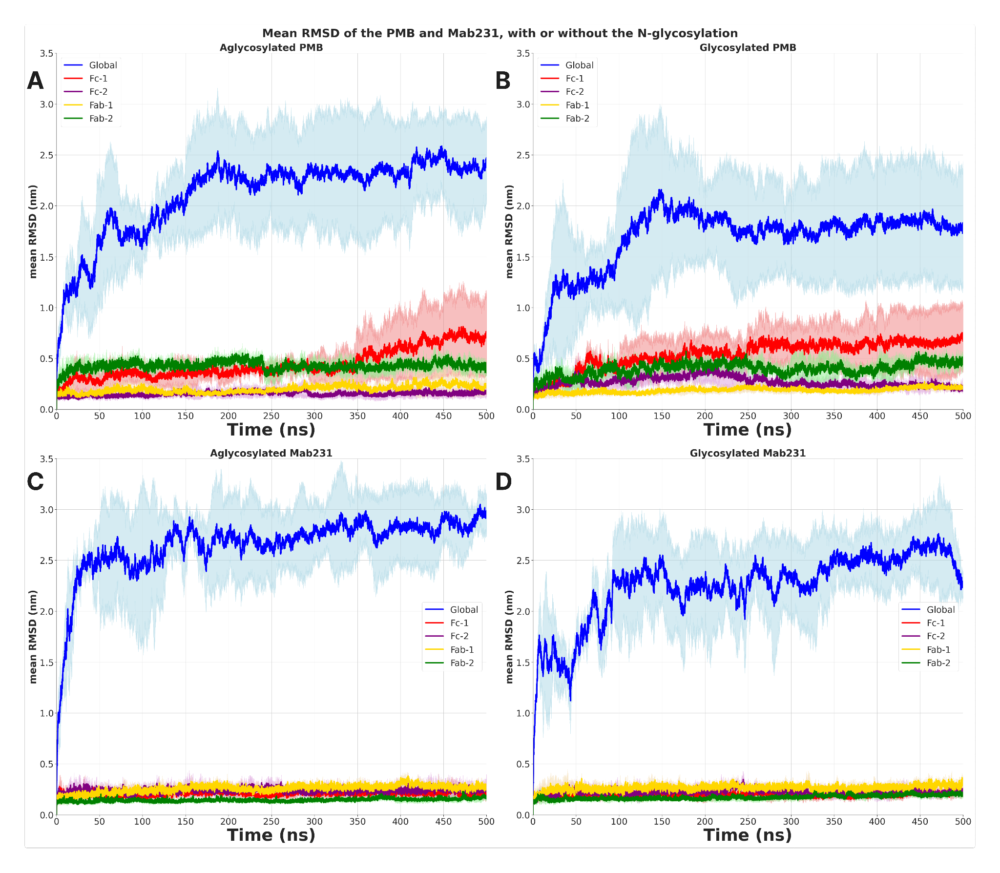 Mean RMSD of the PMB and Mab231, with or without the N-glycosylation
Aglycosylated PMB
A
3.5
3.0
2.5
2.0
1.5
1.0
0.5
0.0
mean RMSD (nm)
Global
Fc-1
Fc-2
Fab-1
Fab-2
0 50 100 150 200 250 300 350 400 450 500
Time (ns)
Glycosylated PMB
B
3.5
3.0
2.5
2.0
1.5
1.0
0.5
0.0
mean RMSD (nm)
Global
Fc-1
Fc-2
Fab-1
Fab-2
0 50 100 150 200 250 300 350 400 450 500
Time (ns)
Aglycosylated Mab231
C
3.5
3.0
2.5
2.0
1.5
1.0
0.5
0.0
mean RMSD (nm)
Global
Fc-1
Fc-2
Fab-1
Fab-2
0 50 100 150 200 250 300 350 400 450 500
Time (ns)
Glycosylated Mab231
D
3.5
3.0
2.5
2.0
1.5
1.0
0.5
0.0
mean RMSD (nm)
Global
Fc-1
Fc-2
Fab-1
Fab-2
0 50 100 150 200 250 300 350 400 450 500
Time (ns)